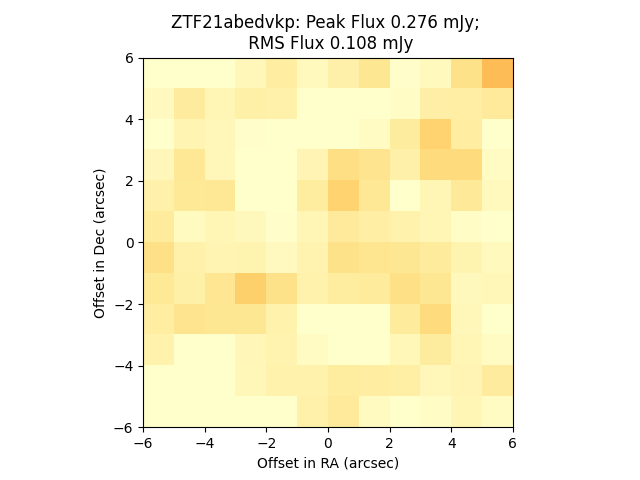 ZTF21abedvkp: Peak Flux 0.276 mJy;
RMS Flux 0.108 mJy
6
4
2
0
−2
−4
−6
Offset in Dec (arcsec)
−6 −4 −2 0 2 4 6
Offset in RA (arcsec)